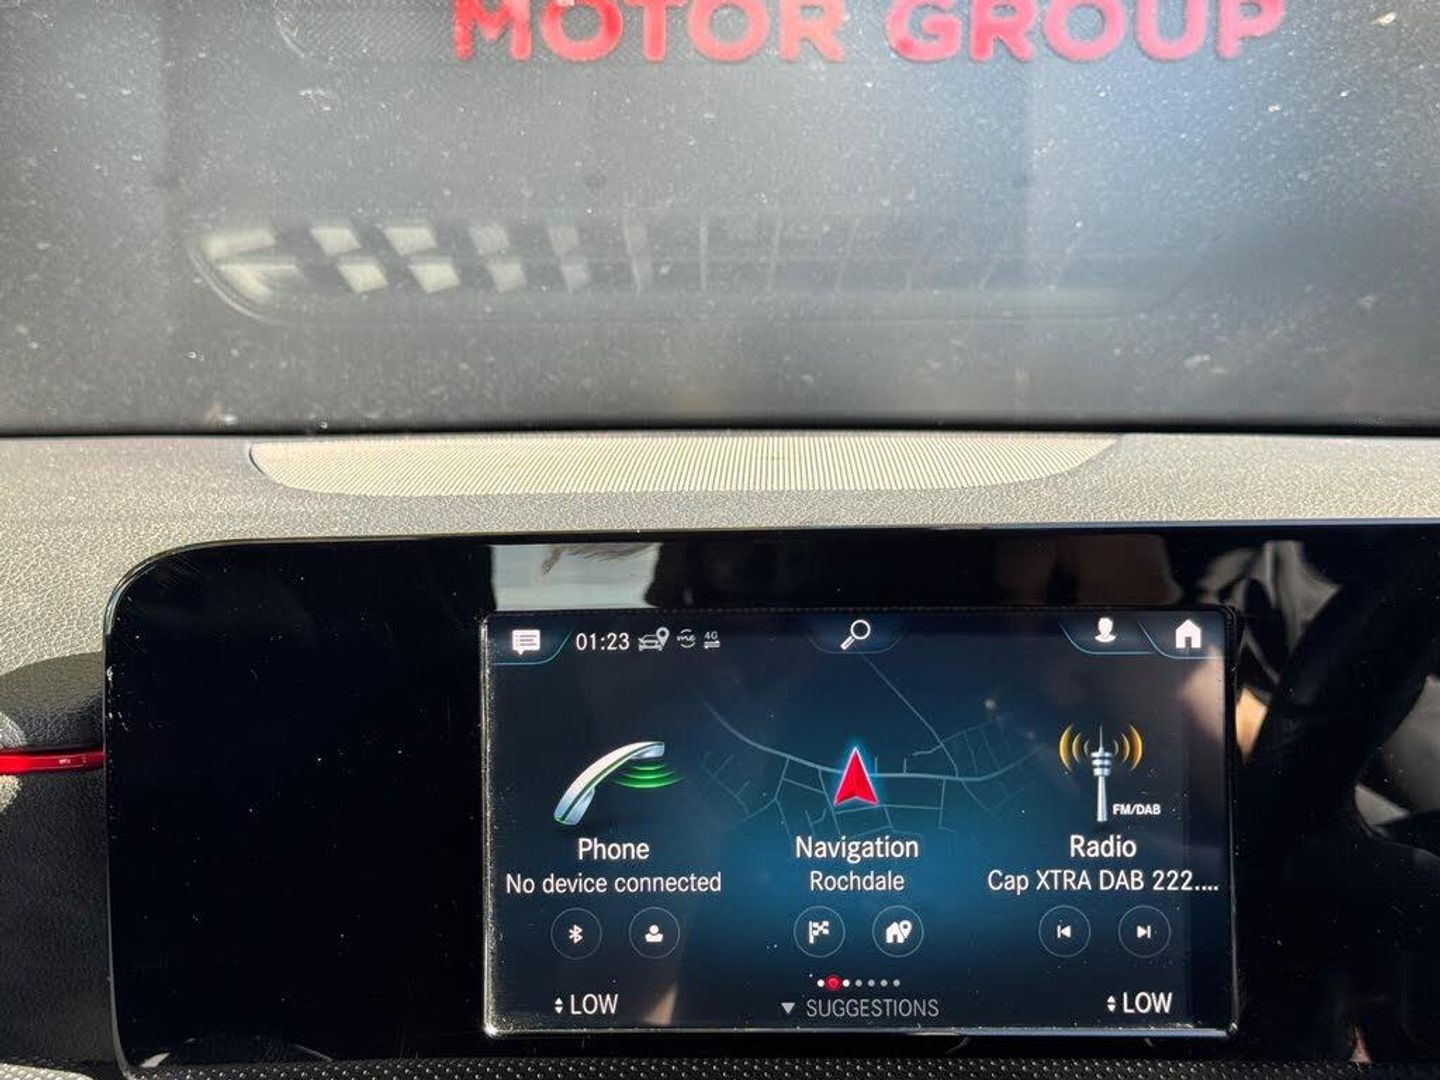 MOTOR GROUP
01:23
me
4G
FM/DAB
Phone
Navigation
Radio
No device connected
Rochdale
Cap XTRA DAB 222....
LOW
SUGGESTIONS
LOW